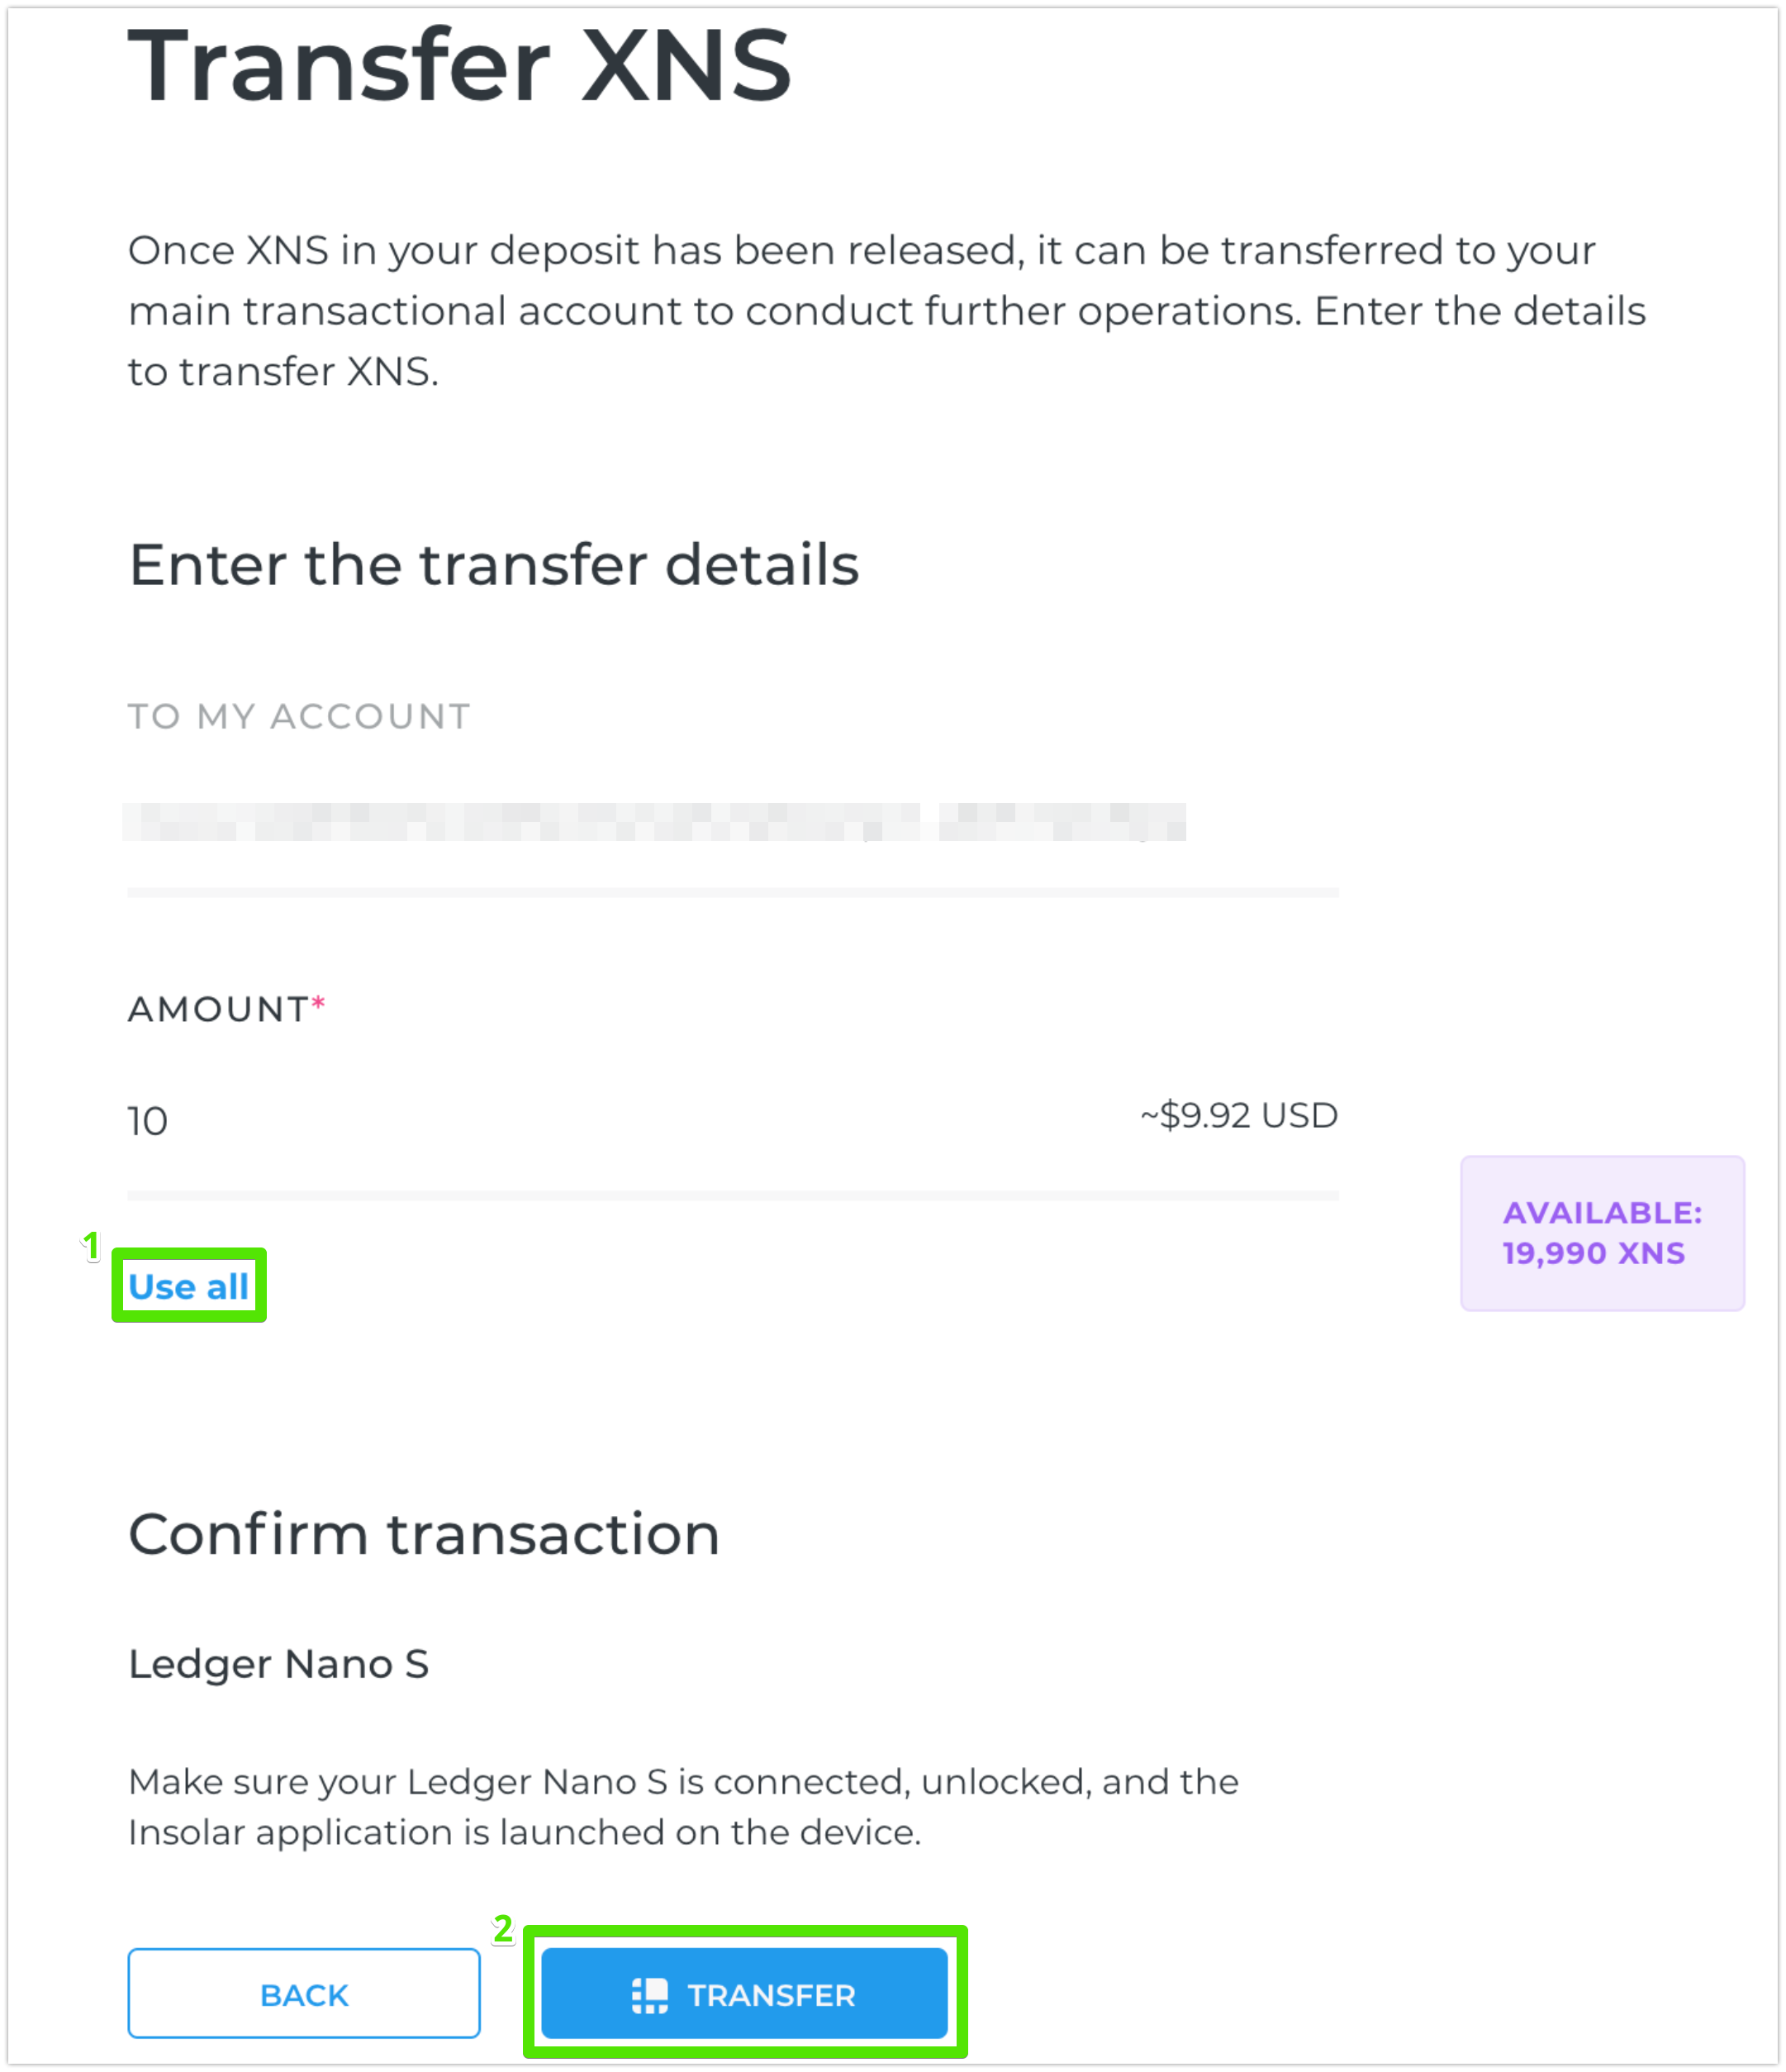 Transfer XNS
Once XNS in your deposit has been released, it can be transferred to your
main transactional account to conduct further operations. Enter the details
to transfer XNS.
Enter the transfer details
TO MY ACCOUNT
AMOUNT*
10
~$9.92 USD
AVAILABLE:
19,990 XNS
1
Use all
Confirm transaction
Ledger Nano S
Make sure your Ledger Nano S is connected, unlocked, and the
Insolar application is launched on the device.
BACK
2
TRANSFER